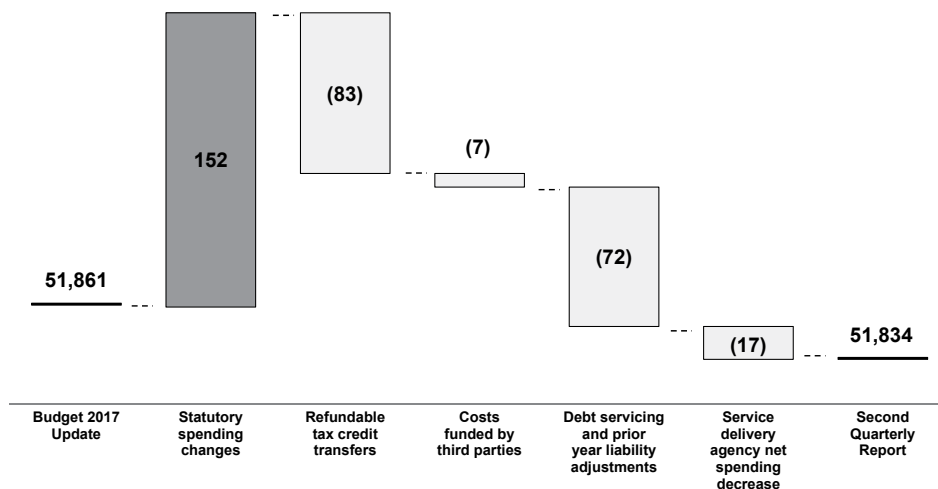 (83)
152
(7)
(72)
51,861
(17)
51,834
Budget 2017
Update
Statutory
spending
changes
Refundable
tax credit
transfers
Costs
funded by
third parties
Debt servicing
and prior
year liability
adjustments
Service
delivery
agency net
spending
decrease
Second
Quarterly
Report